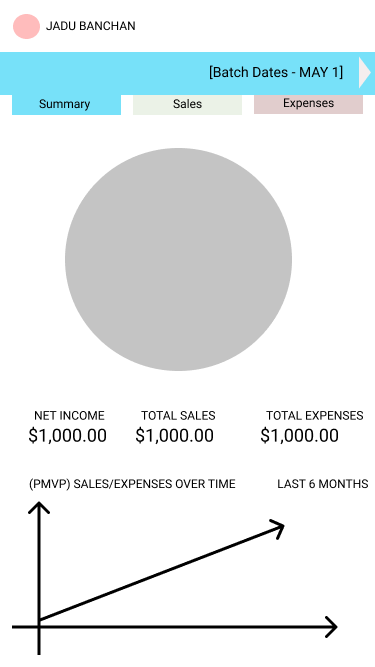 JADU BANCHAN
[Batch Dates - MAY 1]
Summary Sales Expenses
NET INCOME TOTAL SALES TOTAL EXPENSES
$1,000.00 $1,000.00 $1,000.00
(PMVP) SALES/EXPENSES OVER TIME LAST 6 MONTHS